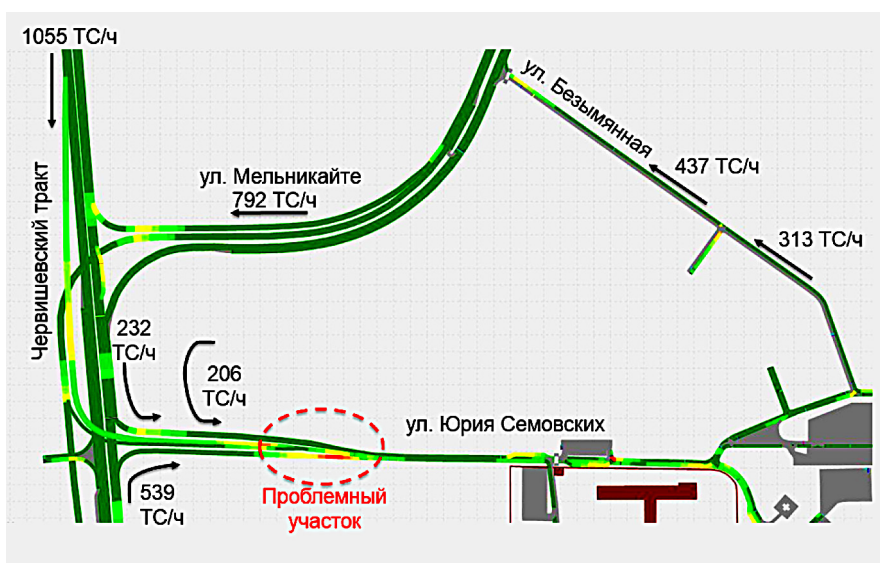 1055 ТС/ч
ул. Безымянная
437 ТС/ч
ул. Мельникайте
792 ТС/ч
313 ТС/ч
Червишевский тракт
232
ТС/ч
206
ТС/ч
ул. Юрия Семовских
539
ТС/ч
Проблемный
участок